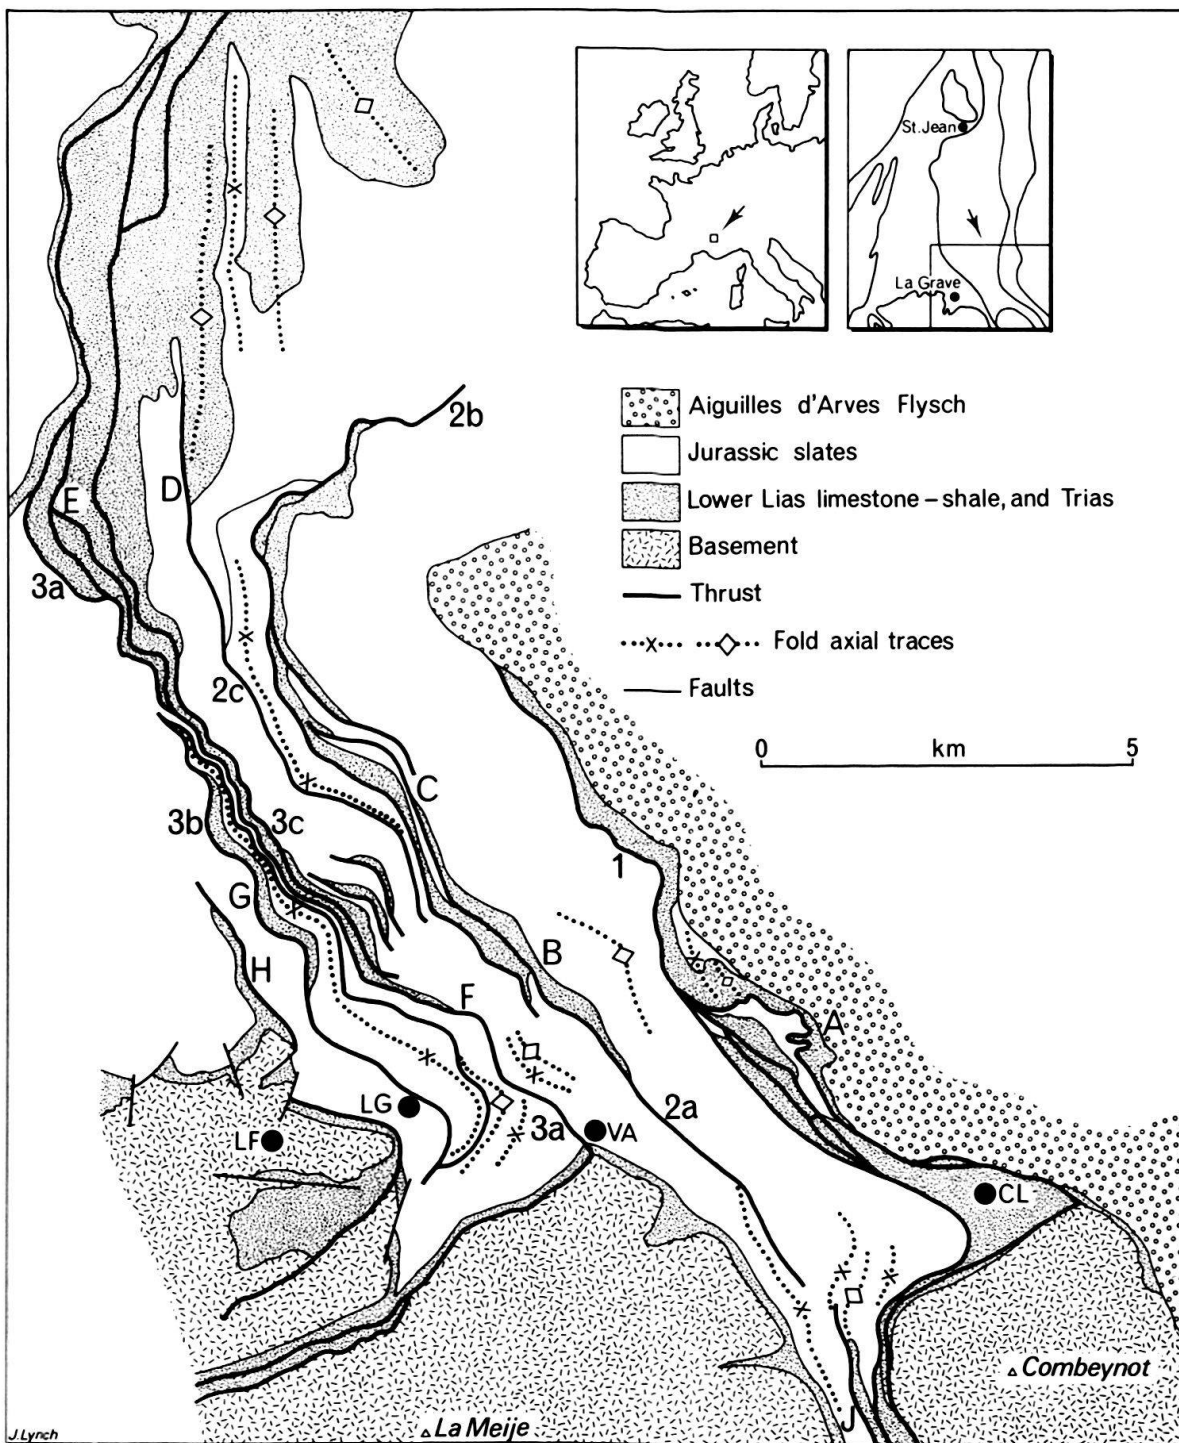 St. Jean
La Grave
Aiguilles d'Arves Flysch
Jurassic slates
Lower Lias limestone – shale, and Trias
Basement
Thrust
Fold axial traces
Faults
0 km 5
2b
D
E
3a
2c
C
3b
3c
1
G
B
H
F
A
LG
2a
3a
VA
LF
CL
Combeynot
J
La Meije
J. Lynch